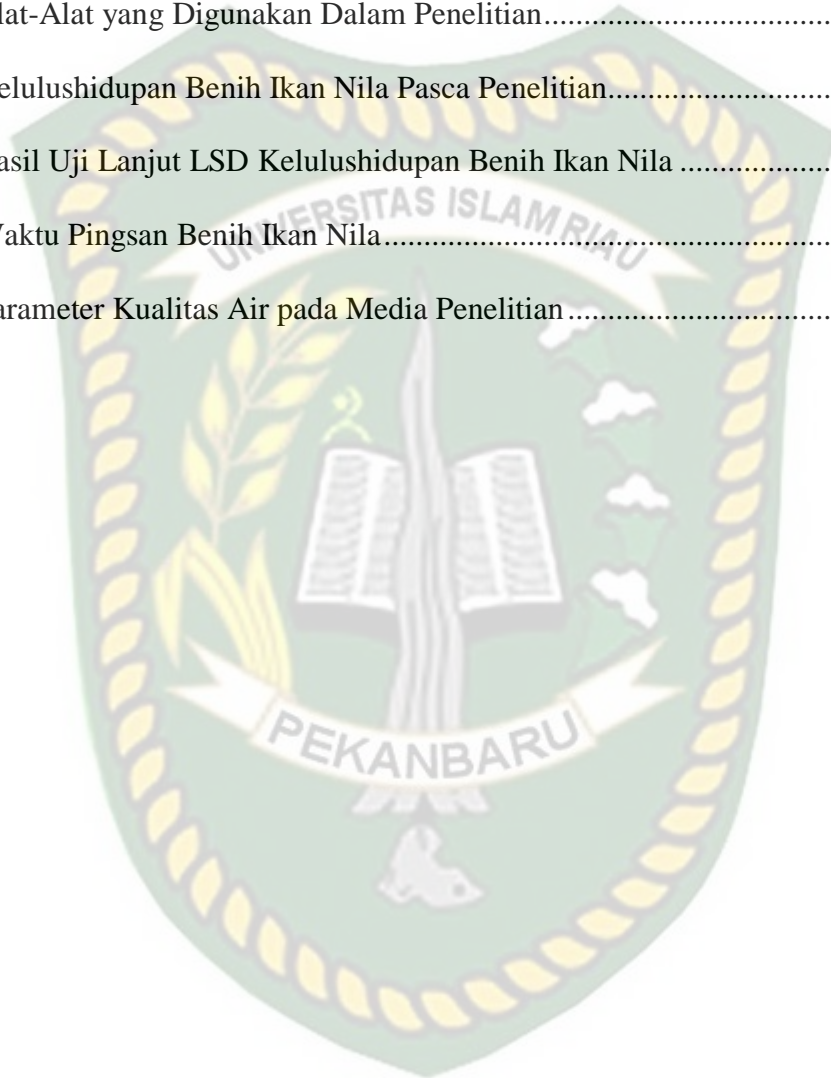 lat-Alat yang Digunakan Dalam Penelitian....................................
elulushidupan Benih Ikan Nila Pasca Penelitian............................
asil Uji Lanjut LSD Kelulushidupan Benih Ikan Nila ...................
UNIVERSITAS ISLAM RIAU
aktu Pingsan Benih Ikan Nila........................................................
arameter Kualitas Air pada Media Penelitian.................................
PEKANBARU